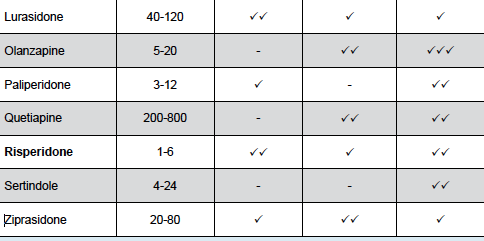 Lurasidone 40-120 ✓✓ ✓ ✓
Olanzapine 5-20 - ✓✓ ✓✓✓
Paliperidone 3-12 ✓ - ✓✓
Quetiapine 200-800 - ✓✓ ✓✓
Risperidone 1-6 ✓✓ ✓ ✓✓
Sertindole 4-24 - - ✓✓
Ziprasidone 20-80 ✓ ✓✓ ✓